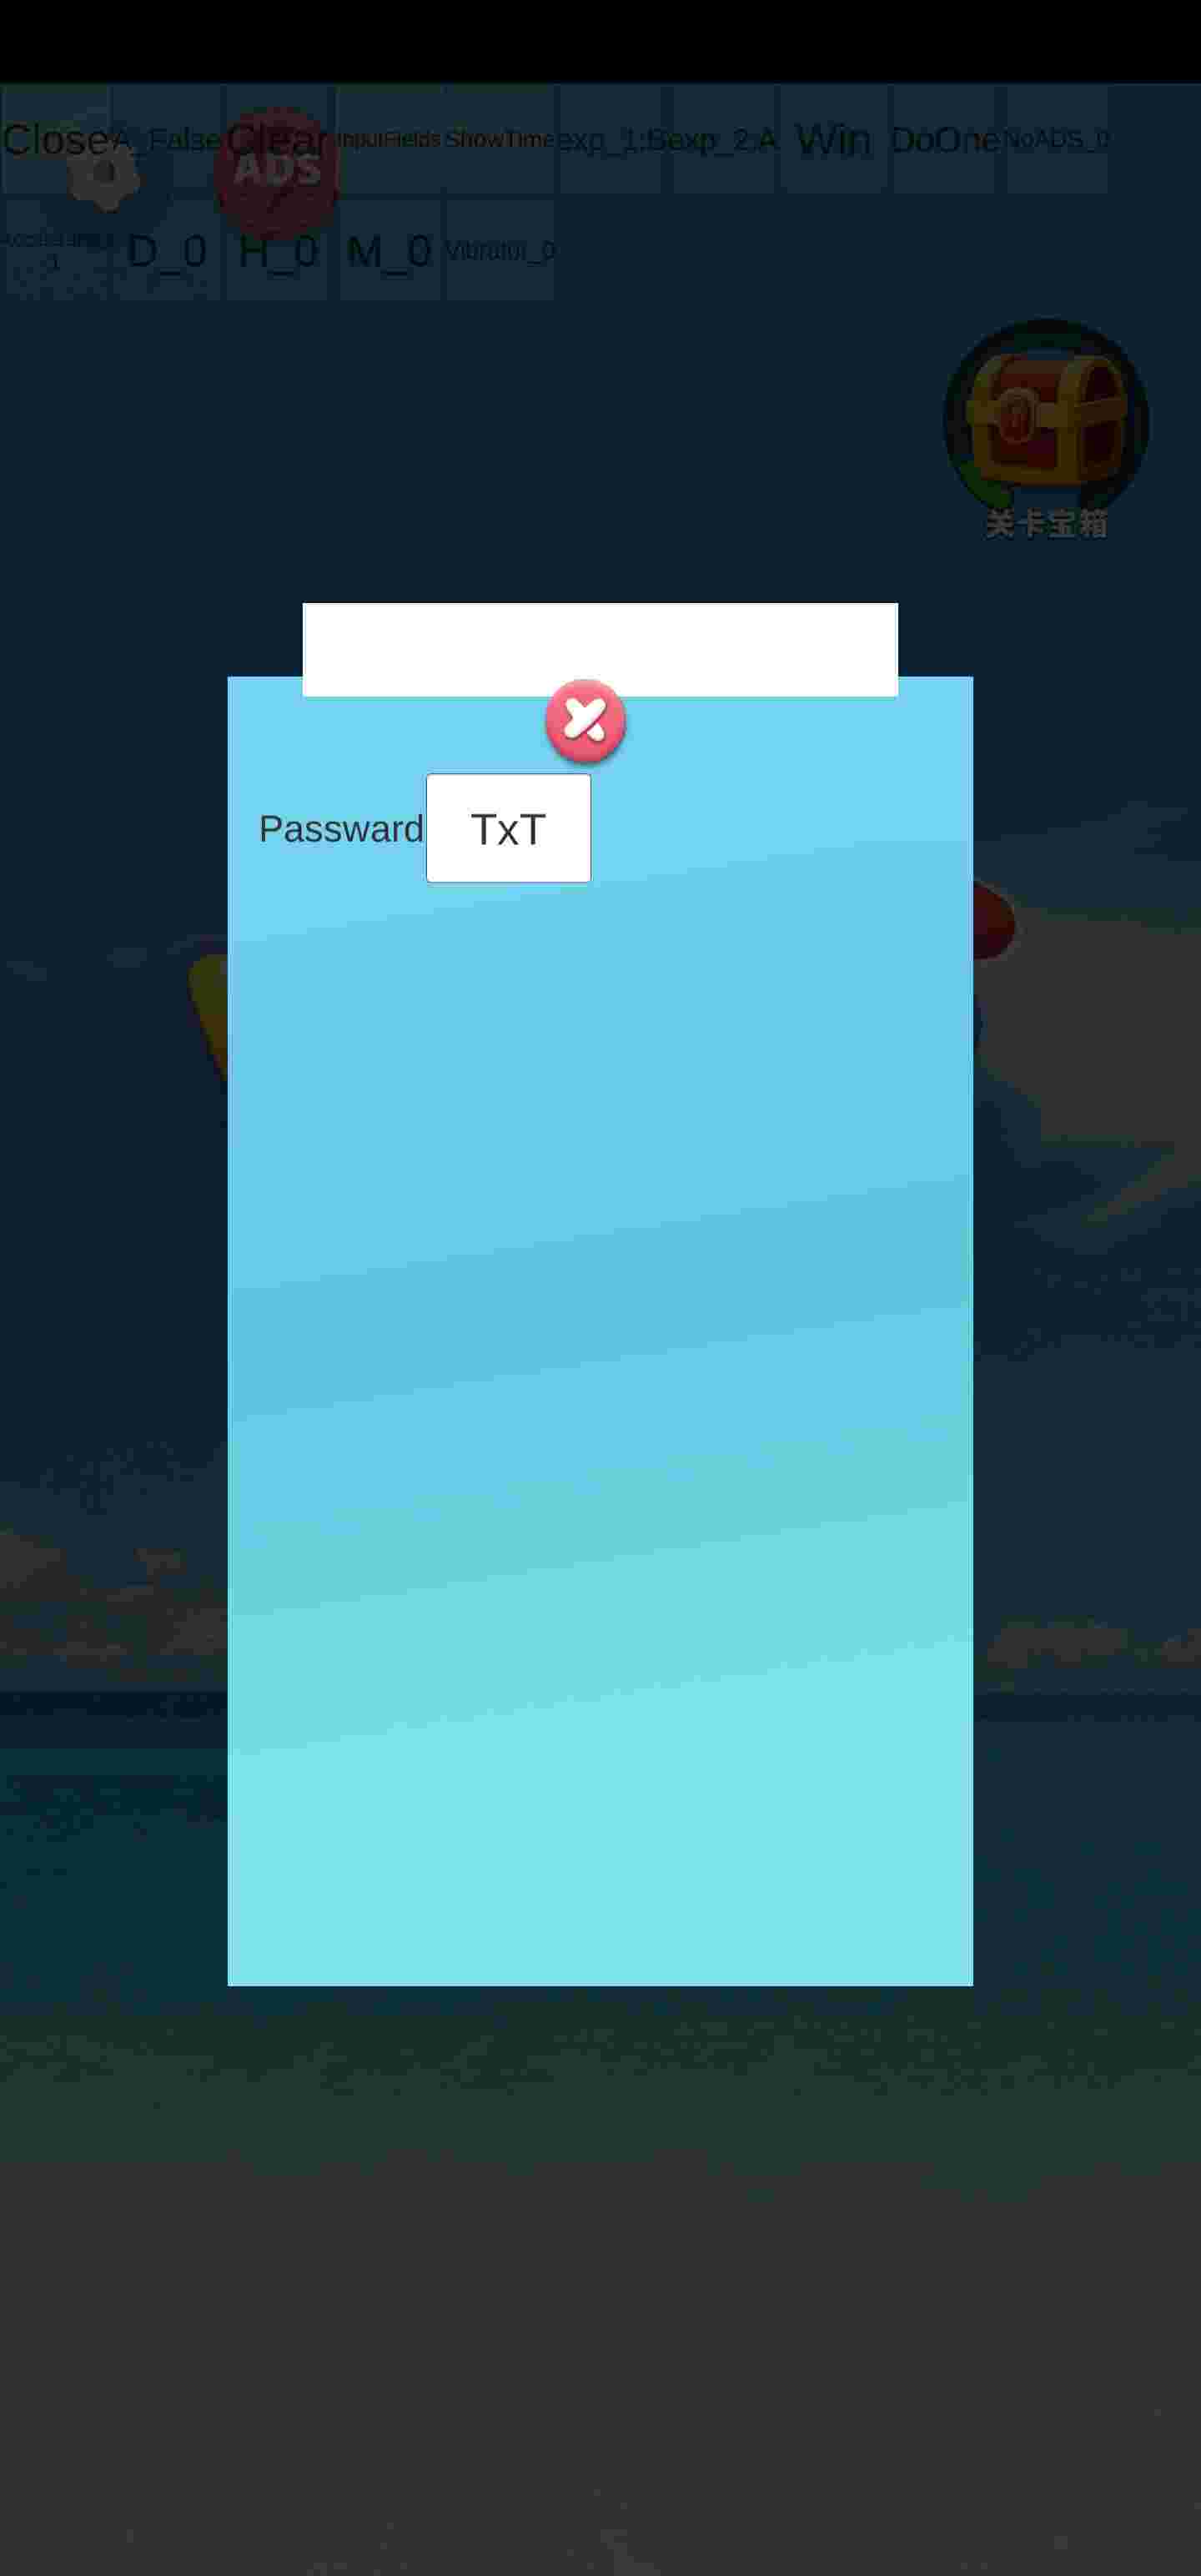 Close A_False Clear InputFields ShowTime exp_1:B exp_2:A Win DoOne NoADS_0
ADS
1 D_0 H_0 M_0 Vibrator_0
关卡宝箱
Passward TxT